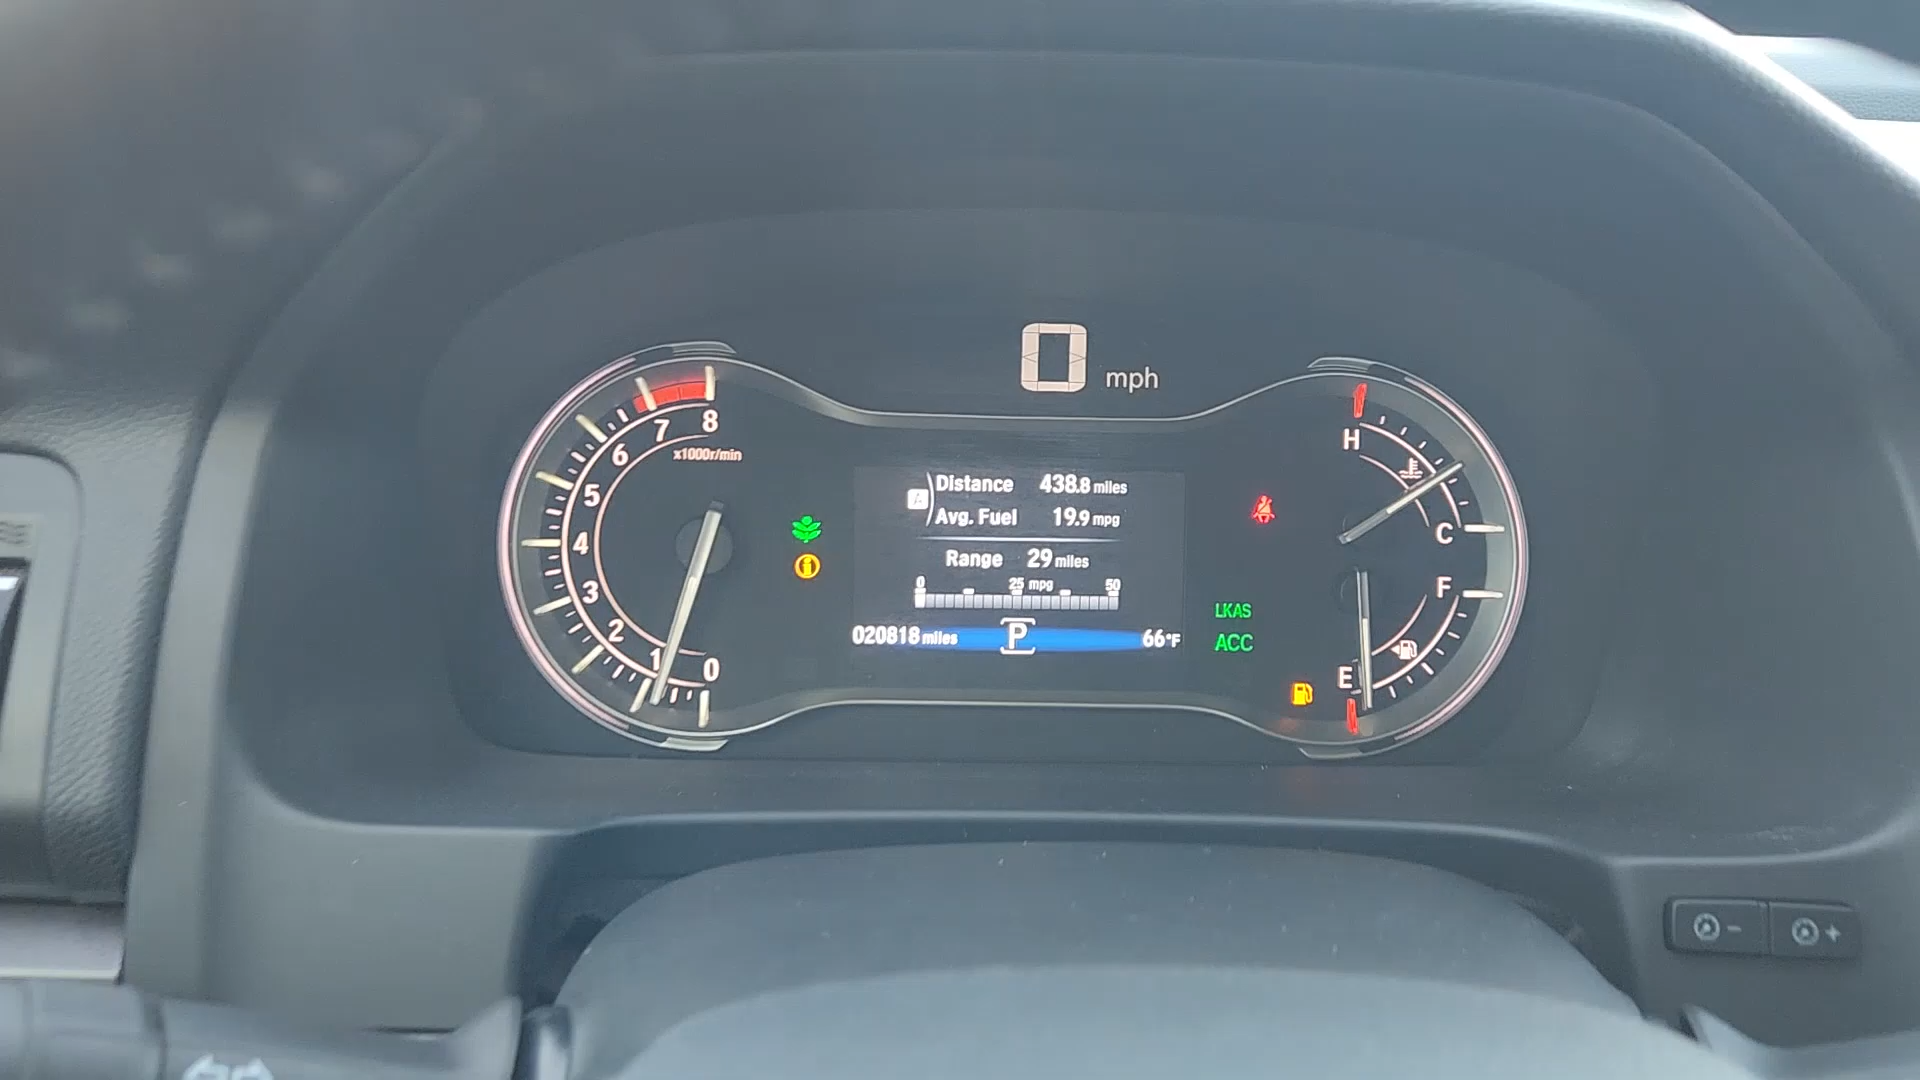 0 mph
8
7
6
x1000r/min
5
4
3
2
1
0
A
Distance 438.8 miles
Avg. Fuel 19.9 mpg
Range 29 miles
0 25 mpg 50
020818 miles P 66°F
LKAS
ACC
H
C
F
E
- +